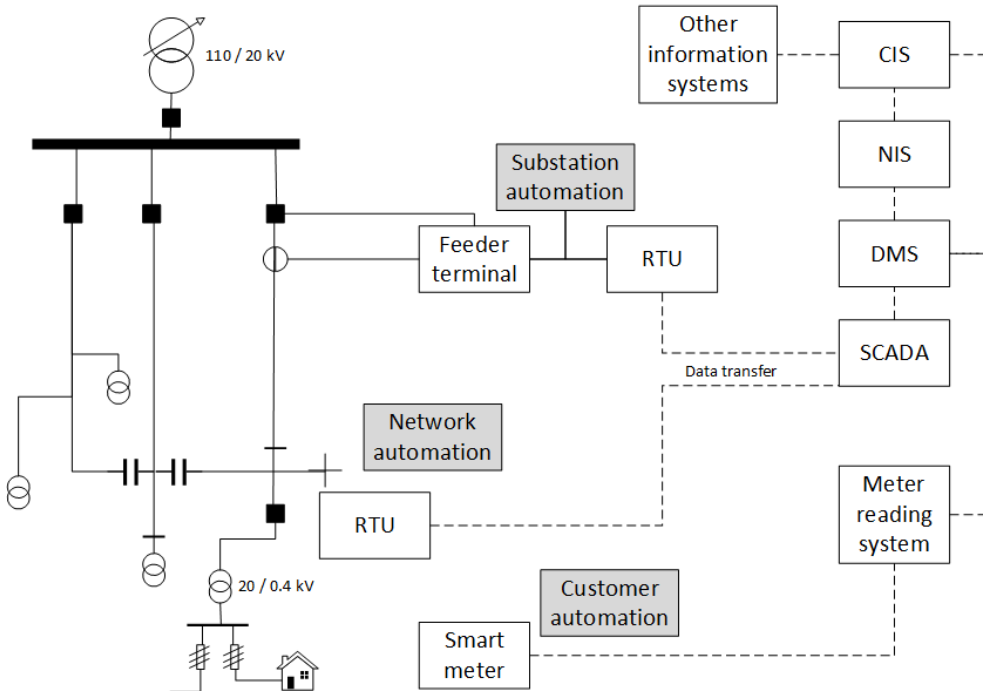 110 / 20 kV
Other
information
systems
CIS
NIS
Substation
automation
Feeder
terminal
RTU
DMS
SCADA
Data transfer
Network
automation
RTU
Meter
reading
system
20 / 0.4 kV
Customer
automation
Smart
meter